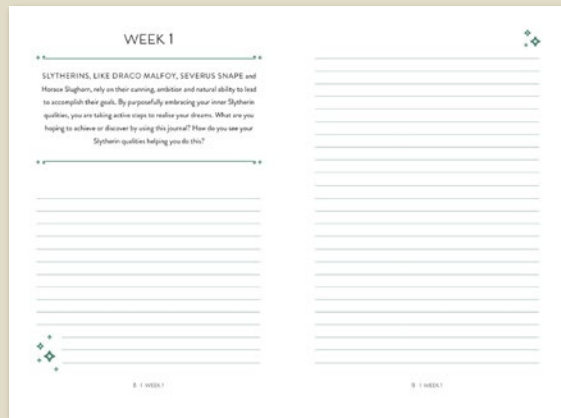 WEEK 1
SLYTHERINS, LIKE DRACO MALFOY, SEVERUS SNAPE and
Horace Slughorn, rely on their cunning, ambition and natural ability to lead
to accomplish their goals. By purposefully embracing your inner Slytherin
qualities, you are taking active steps to realise your dreams. What are you
hoping to achieve or discover by using this journal? How do you see your
Slytherin qualities helping you do this?
8 | WEEK 1
9 | WEEK 1